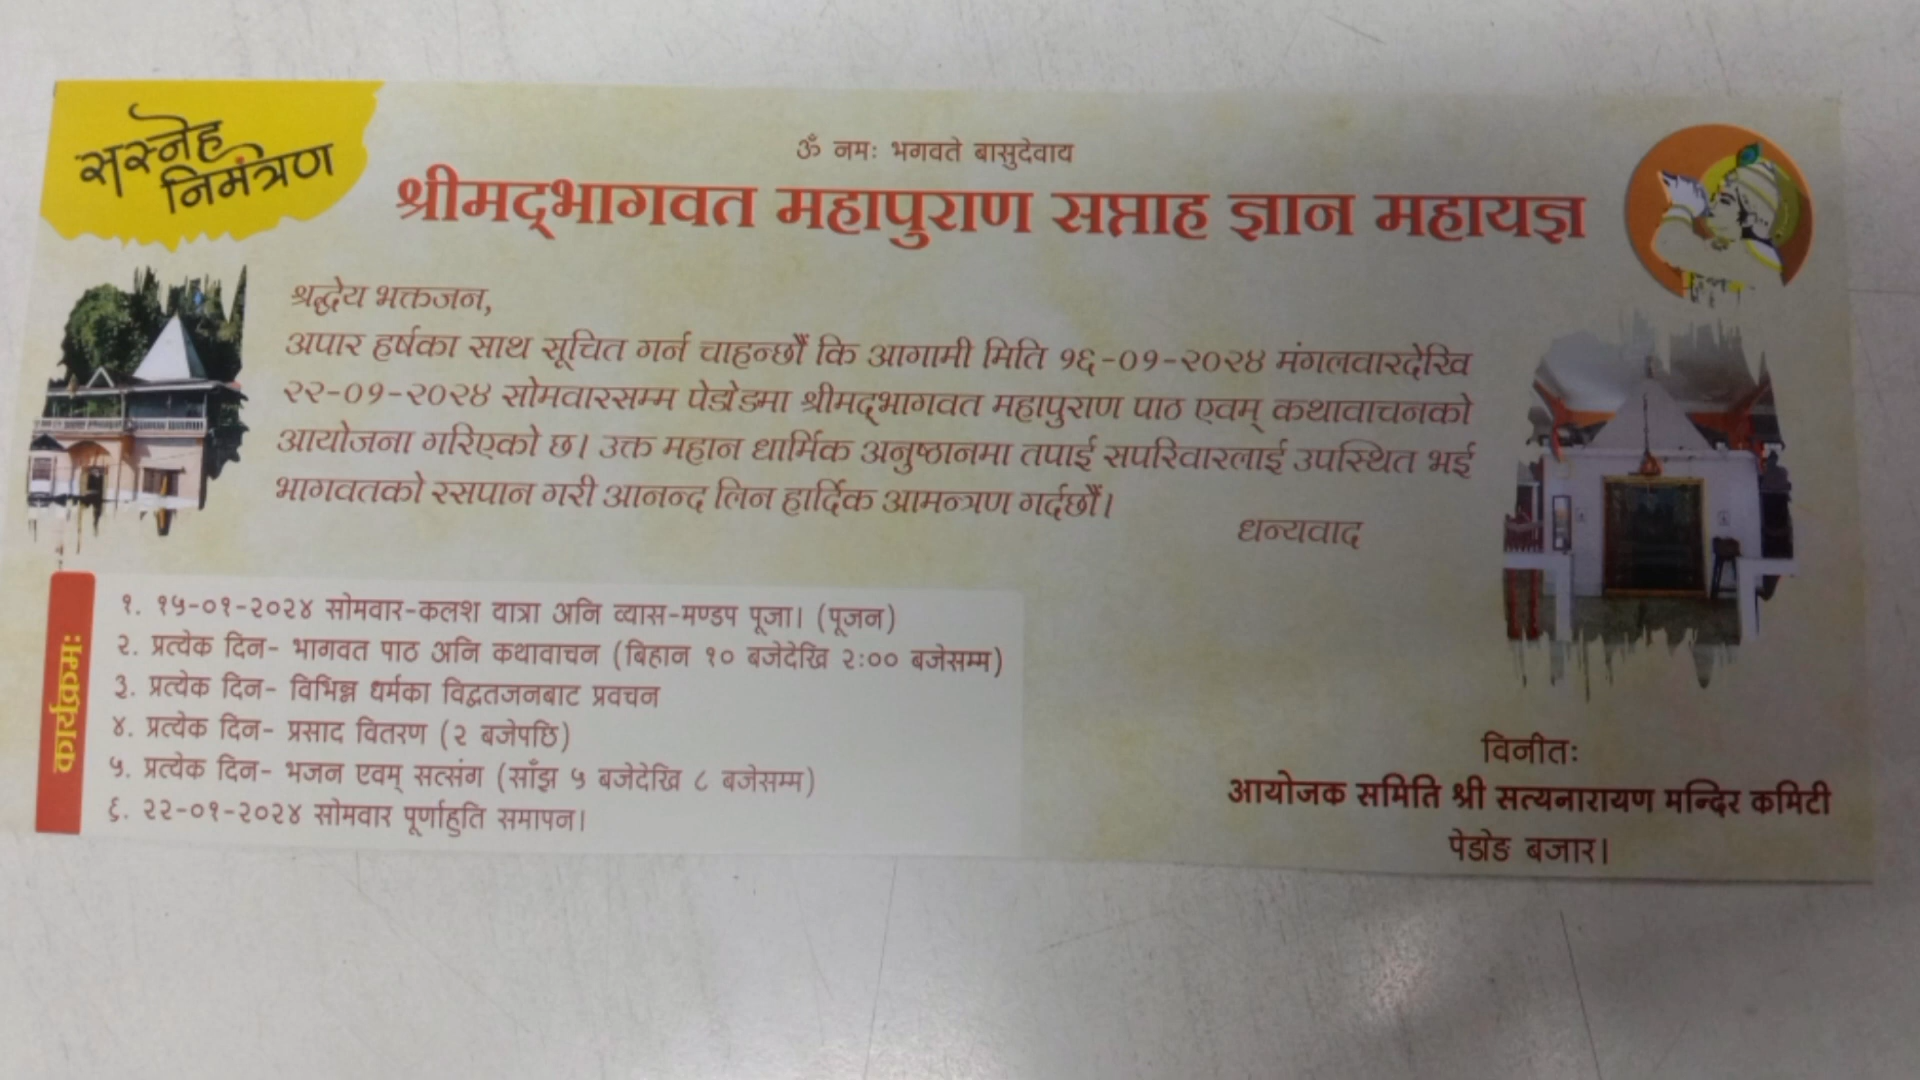 सस्नेह
निमंत्रण
ॐ नमः भगवते बासुदेवाय
श्रीमद्‌भागवत महापुराण सप्ताह ज्ञान महायज्ञ
श्रद्धेय भक्तजन,
अपार हर्षका साथ सूचित गर्न चाहन्छौं कि आगामी मिति १६-०१-२०२४ मंगलवारदेखि
२२-०१-२०२४ सोमवारसम्म पेडोङमा श्रीमद्‌भागवत महापुराण पाठ एवम् कथावाचनको
आयोजना गरिएको छ। उक्त महान धार्मिक अनुष्ठानमा तपाई सपरिवारलाई उपस्थित भई
भागवतको रसपान गरी आनन्द लिन हार्दिक आमन्त्रण गर्दछौं।
धन्यवाद
कार्यक्रमः
१. १५-०१-२०२४ सोमवार-कलश यात्रा अनि व्यास-मण्डप पूजा। (पूजन)
२. प्रत्येक दिन- भागवत पाठ अनि कथावाचन (बिहान १० बजेदेखि २:०० बजेसम्म)
३. प्रत्येक दिन- विभिन्न धर्मका विद्वतजनबाट प्रवचन
४. प्रत्येक दिन- प्रसाद वितरण (२ बजेपछि)
५. प्रत्येक दिन- भजन एवम् सत्संग (साँझ ५ बजेदेखि ८ बजेसम्म)
६. २२-०१-२०२४ सोमवार पूर्णाहुति समापन।
विनीतः
आयोजक समिति श्री सत्यनारायण मन्दिर कमिटी
पेडोङ बजार।